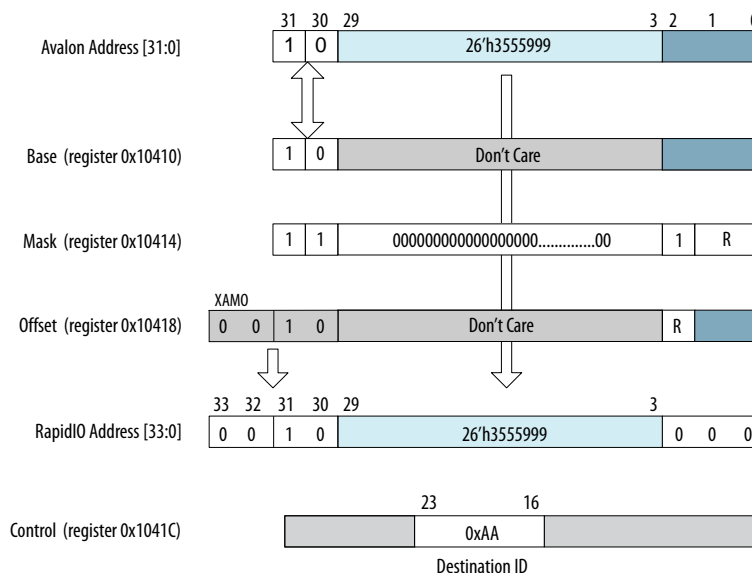 31 30 29 3 2 1
Avalon Address [31:0] 1 0 26'h3555999
Base (register 0x10410) 1 0 Don't Care
Mask (register 0x10414) 1 1 000000000000000000..............00 1 R
XAMO
Offset (register 0x10418) 0 0 1 0 Don't Care R
33 32 31 30 29 3
RapidIO Address [33:0] 0 0 1 0 26'h3555999 0 0 0
23 16
Control (register 0x1041C) 0xAA
Destination ID